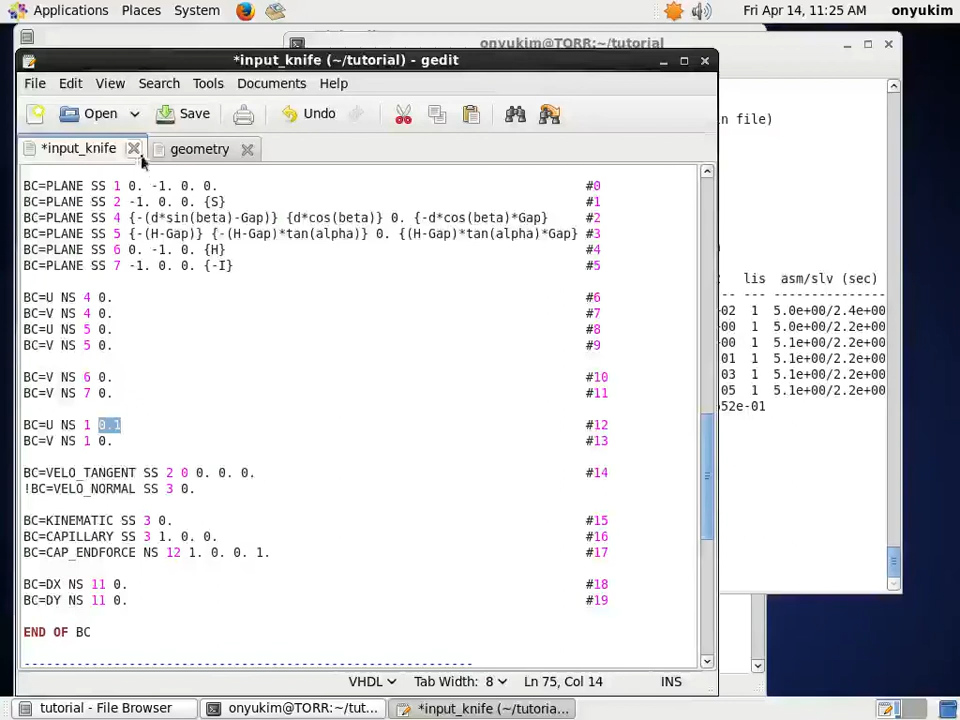 Applications Places System Fri Apr 14, 11:25 AM onyukim
onyukim@TORR:~/tutorial
*input_knife (~/tutorial) - gedit
File Edit View Search Tools Documents Help
Open Save Undo
*input_knife geometry
n file)
BC=PLANE SS 1 0. -1. 0. 0. #0
BC=PLANE SS 2 -1. 0. 0. {S} #1
BC=PLANE SS 4 {-(d*sin(beta)-Gap)} {d*cos(beta)} 0. {-d*cos(beta)*Gap} #2
BC=PLANE SS 5 {-(H-Gap)} {-(H-Gap)*tan(alpha)} 0. {(H-Gap)*tan(alpha)*Gap} #3
BC=PLANE SS 6 0. -1. 0. {H} #4
BC=PLANE SS 7 -1. 0. 0. {-I} #5
BC=U NS 4 0. #6
BC=V NS 4 0. #7
BC=U NS 5 0. #8
BC=V NS 5 0. #9
BC=V NS 6 0. #10
BC=V NS 7 0. #11
BC=U NS 1 0.1 #12
BC=V NS 1 0. #13
BC=VELO_TANGENT SS 2 0 0. 0. 0. #14
!BC=VELO_NORMAL SS 3 0.
BC=KINEMATIC SS 3 0. #15
BC=CAPILLARY SS 3 1. 0. 0. #16
BC=CAP_ENDFORCE NS 12 1. 0. 0. 1. #17
BC=DX NS 11 0. #18
BC=DY NS 11 0. #19
END OF BC
---------------------------------------------------------
lis asm/slv (sec)
-- --- ---------------
02 1 5.0e+00/2.4e+00
00 1 5.0e+00/2.2e+00
00 1 5.1e+00/2.2e+00
01 1 5.1e+00/2.2e+00
03 1 5.1e+00/2.2e+00
05 1 5.1e+00/2.2e+00
52e-01
VHDL Tab Width: 8 Ln 75, Col 14 INS
tutorial - File Browser onyukim@TORR:~/tut... *input_knife (~/tutoria...